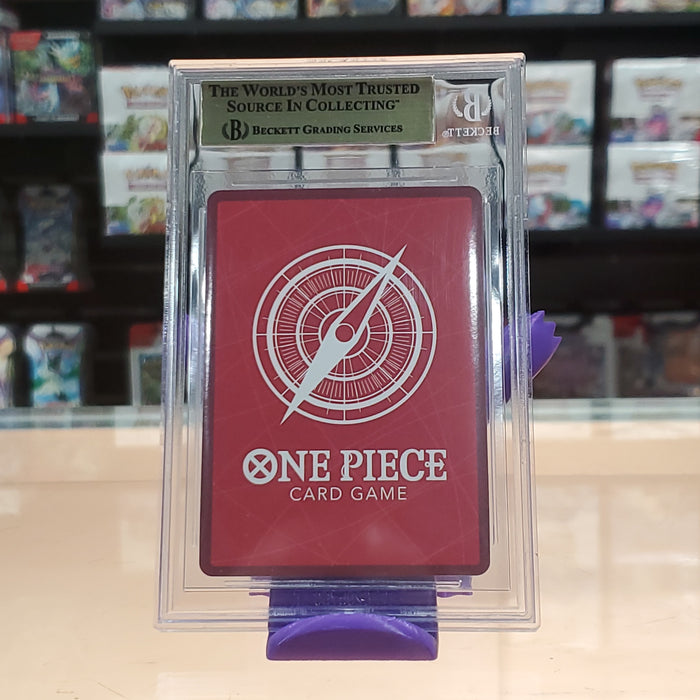 THE WORLD'S MOST TRUSTED
SOURCE IN COLLECTING™
B BECKETT GRADING SERVICES
B
BECKETT®
ONE PIECE
CARD GAME